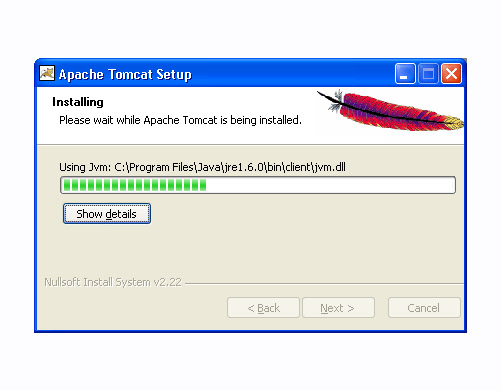 Apache Tomcat Setup
Installing
Please wait while Apache Tomcat is being installed.
Using Jvm: C:\Program Files\Java\jre1.6.0\bin\client\jvm.dll
Show details
Nullsoft Install System v2.22
< Back Next > Cancel